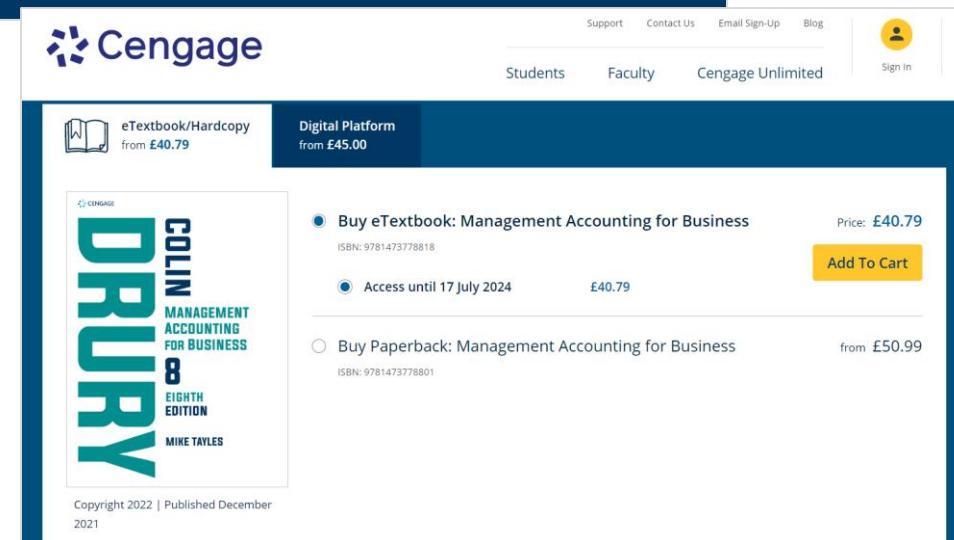 Cengage
Support Contact Us Email Sign-Up Blog
Students Faculty Cengage Unlimited
Sign In
eTextbook/Hardcopy
from £40.79
Digital Platform
from £45.00
CENGAGE
COLIN
DRURY
MANAGEMENT
ACCOUNTING
FOR BUSINESS
8
EIGHTH
EDITION
MIKE TAYLES
Copyright 2022 | Published December
2021
Buy eTextbook: Management Accounting for Business Price: £40.79
ISBN: 9781473778818
Add To Cart
Access until 17 July 2024 £40.79
Buy Paperback: Management Accounting for Business from £50.99
ISBN: 9781473778801